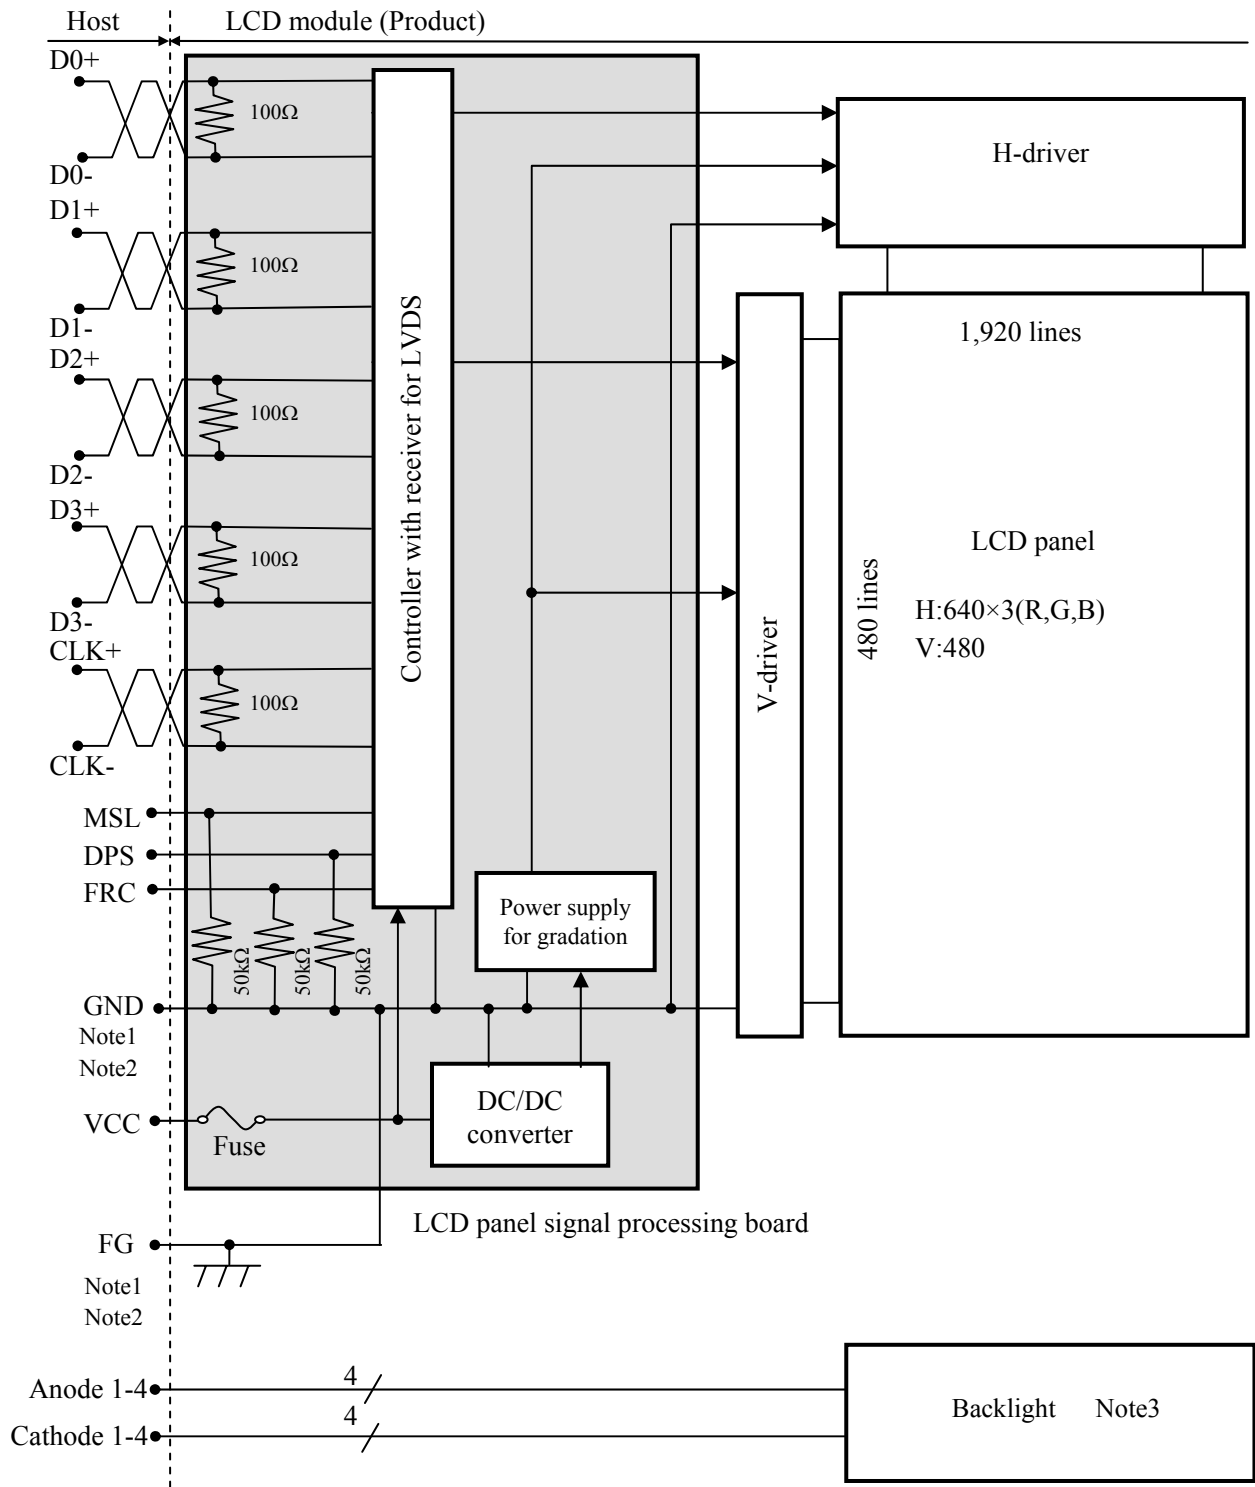 Host
LCD module (Product)
D0+
100Ω
D0-
D1+
100Ω
D1-
D2+
100Ω
D2-
D3+
100Ω
D3-
CLK+
100Ω
CLK-
MSL
DPS
FRC
50kΩ
50kΩ
50kΩ
GND
Note1
Note2
VCC
Fuse
FG
Note1
Note2
Controller with receiver for LVDS
Power supply
for gradation
DC/DC
converter
LCD panel signal processing board
H-driver
V-driver
1,920 lines
480 lines
LCD panel
H:640×3(R,G,B)
V:480
Anode 1-4
4
Cathode 1-4
4
Backlight Note3